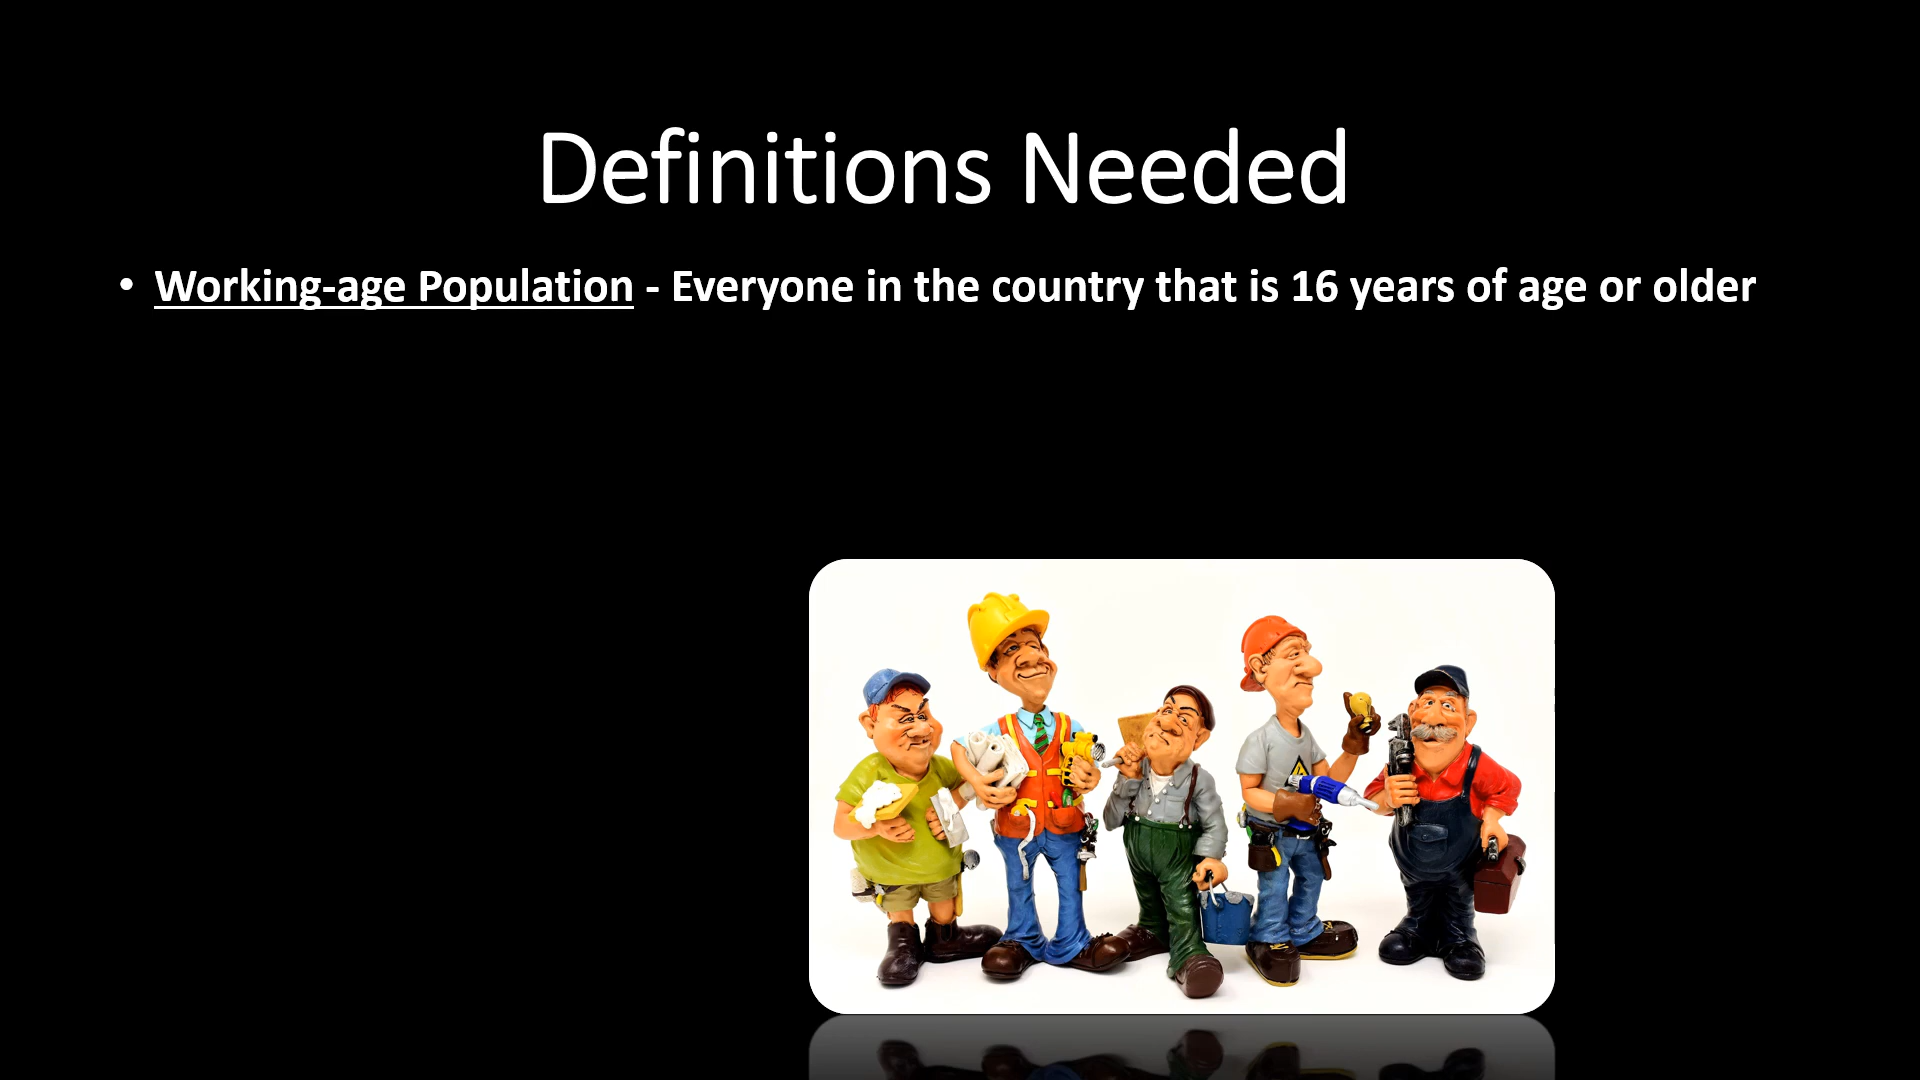 Definitions Needed
• Working-age Population - Everyone in the country that is 16 years of age or older